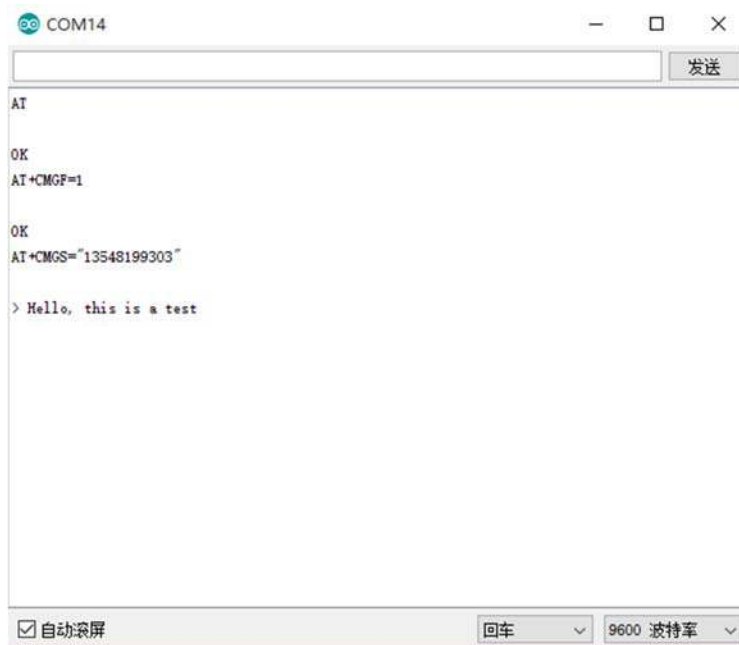 COM14
发送
AT
OK
AT+CMGF=1
OK
AT+CMGS="13548199303"
> Hello, this is a test
自动滚屏
回车
9600 波特率